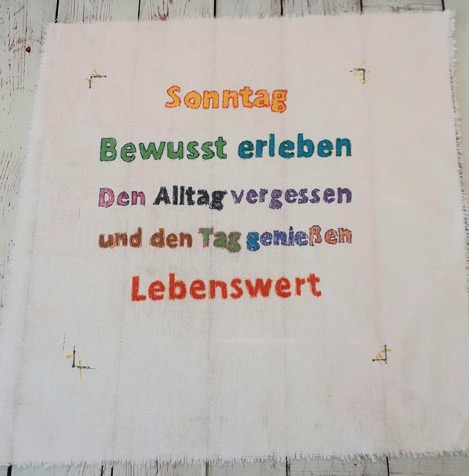 Sonntag
Bewusst erleben
Den Alltag vergessen
und den Tag genießen
Lebenswert